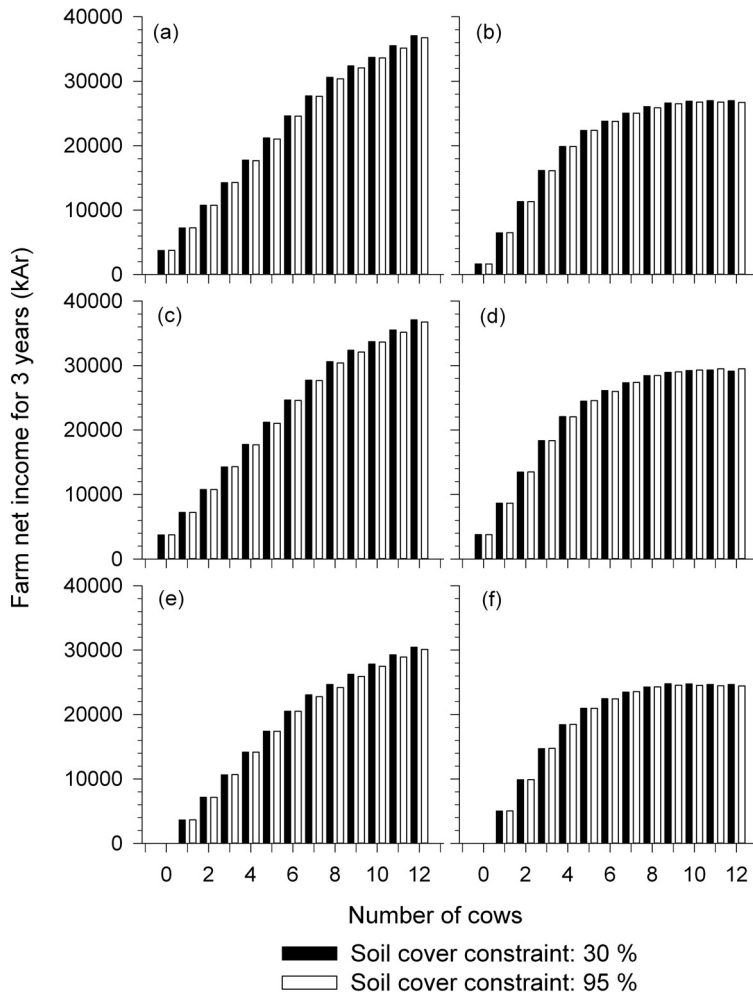 Farm net income for 3 years (kAr)
40000
30000
20000
10000
0
(a)
(b)
40000
30000
20000
10000
0
(c)
(d)
40000
30000
20000
10000
0
(e)
(f)
0 2 4 6 8 10 12 0 2 4 6 8 10 12
Number of cows
Soil cover constraint: 30 %
Soil cover constraint: 95 %